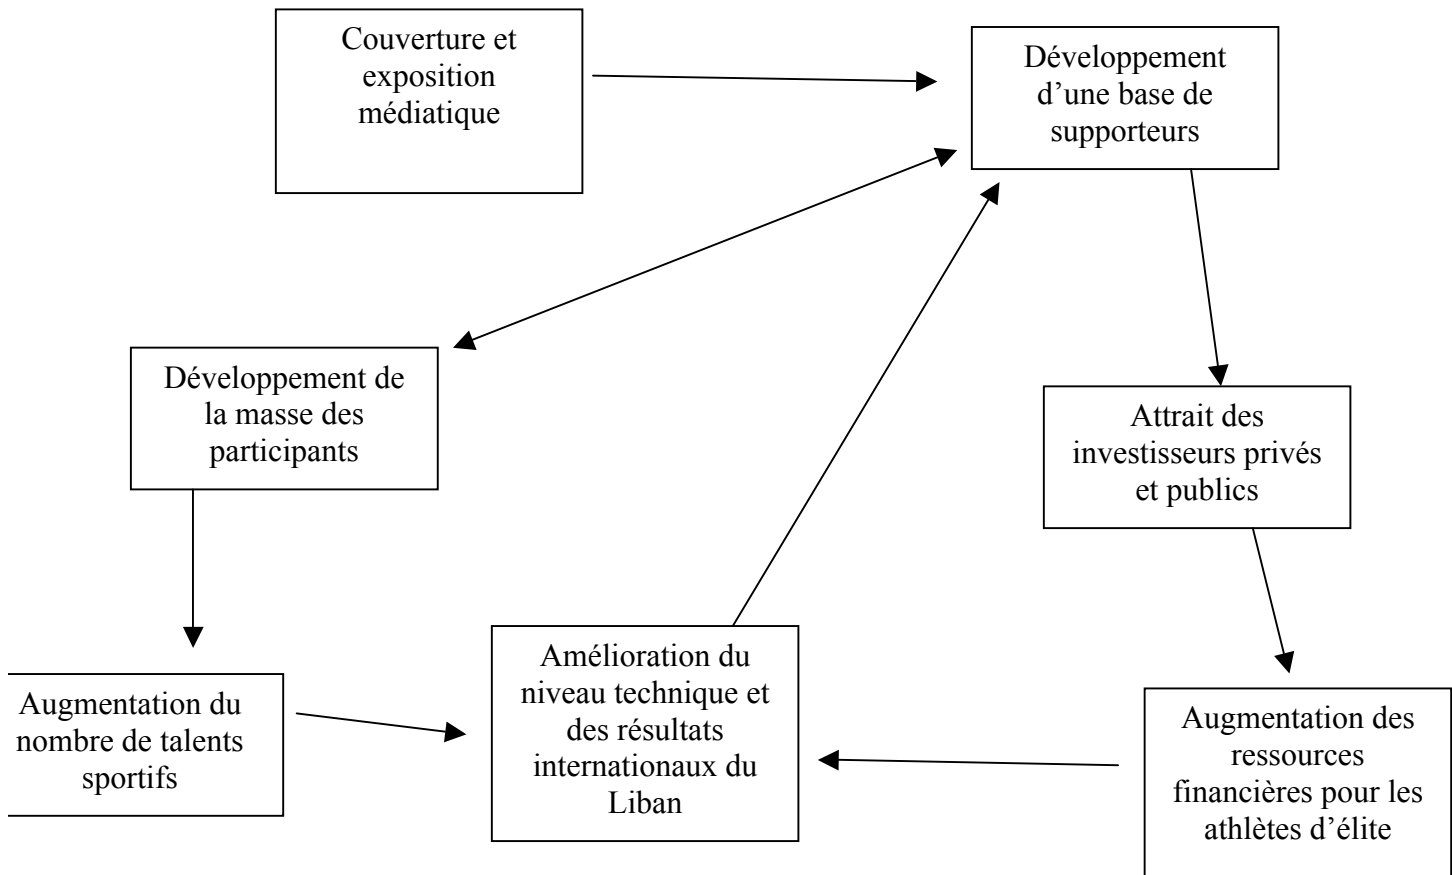 Couverture et
exposition
médiatique
Développement
d’une base de
supporteurs
Développement de
la masse des
participants
Attrait des
investisseurs privés
et publics
Augmentation du
nombre de talents
sportifs
Amélioration du
niveau technique et
des résultats
internationaux du
Liban
Augmentation des
ressources
financières pour les
athlètes d’élite